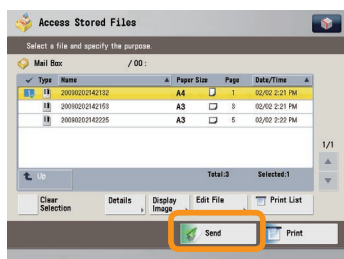 Access Stored Files
Select a file and specify the purpose.
Mail Box / 00 :
Type Name Paper Size Page Date/Time
20090202142132 A4 1 02/02 2:21 PM
20090202142153 A3 3 02/02 2:21 PM
20090202142225 A3 5 02/02 2:22 PM
1/1
Up Total:3 Selected:1
Clear Selection Details Display Image Edit File Print List
Send Print